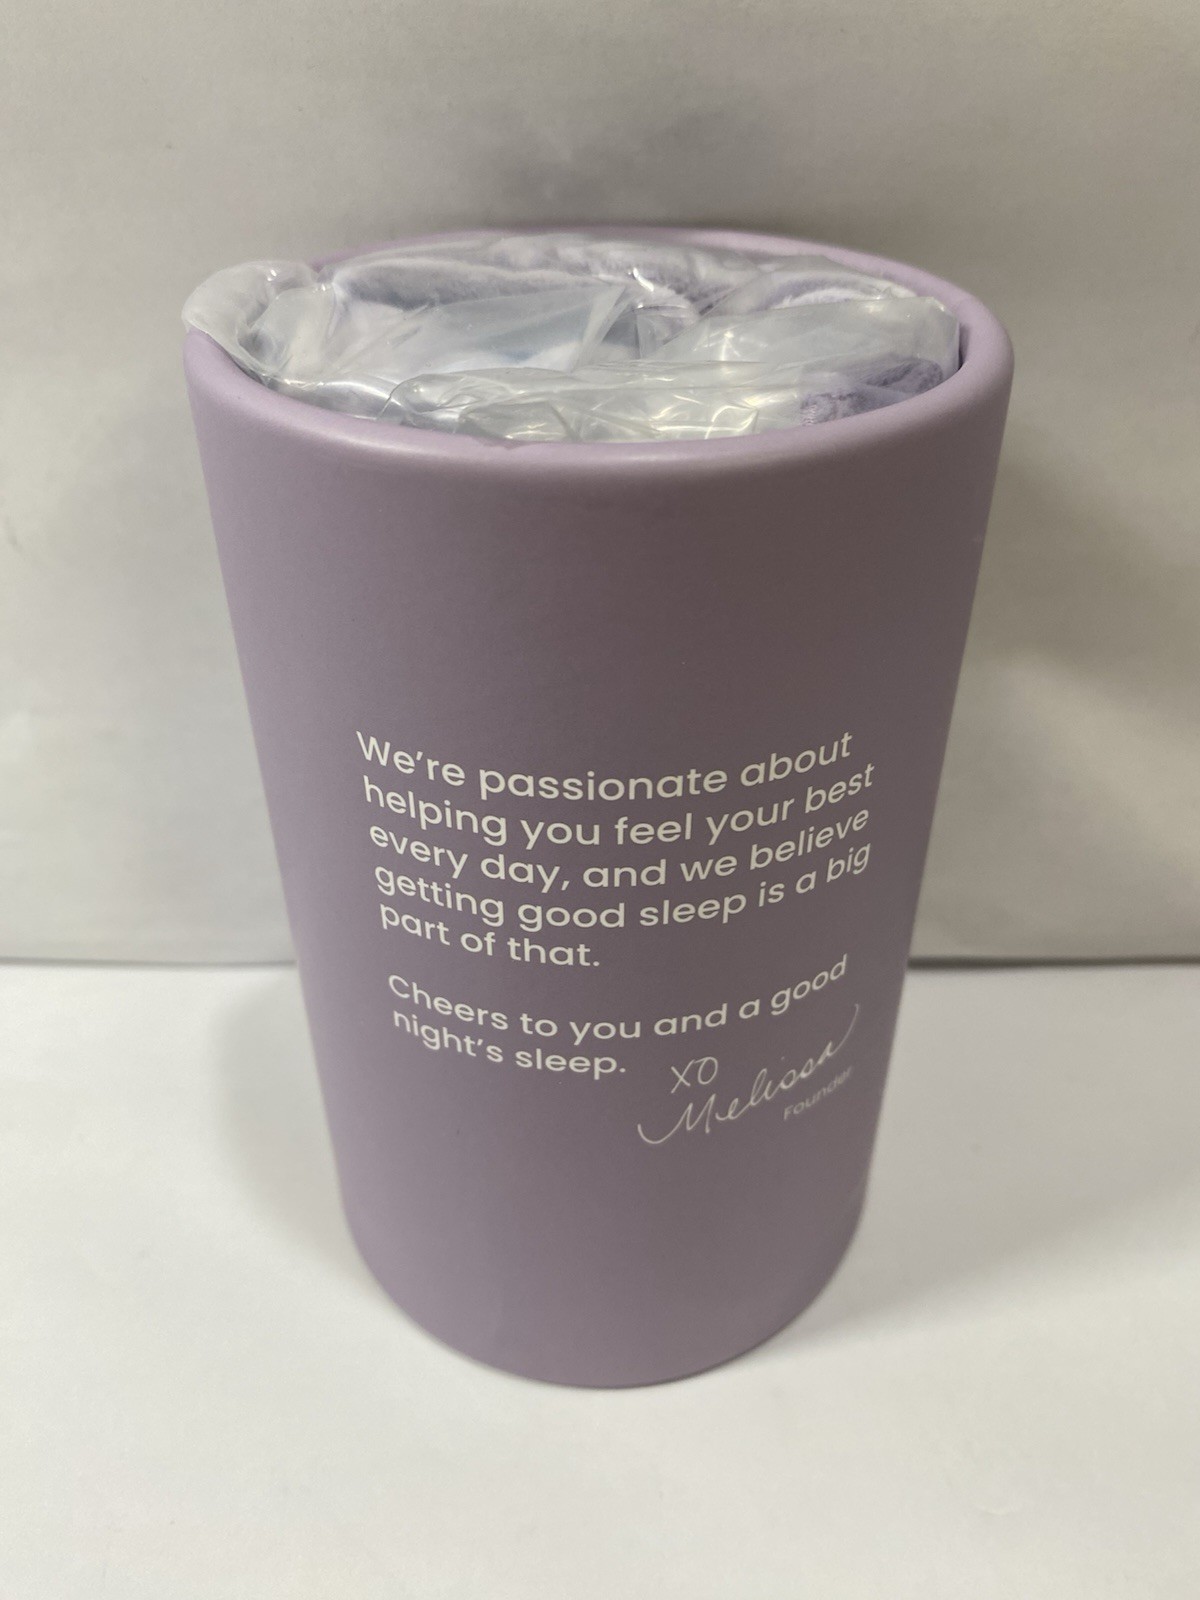 We're passionate about
helping you feel your best
every day, and we believe
getting good sleep is a big
part of that.
Cheers to you and a good
night's sleep.
XO
Melissa
Founder